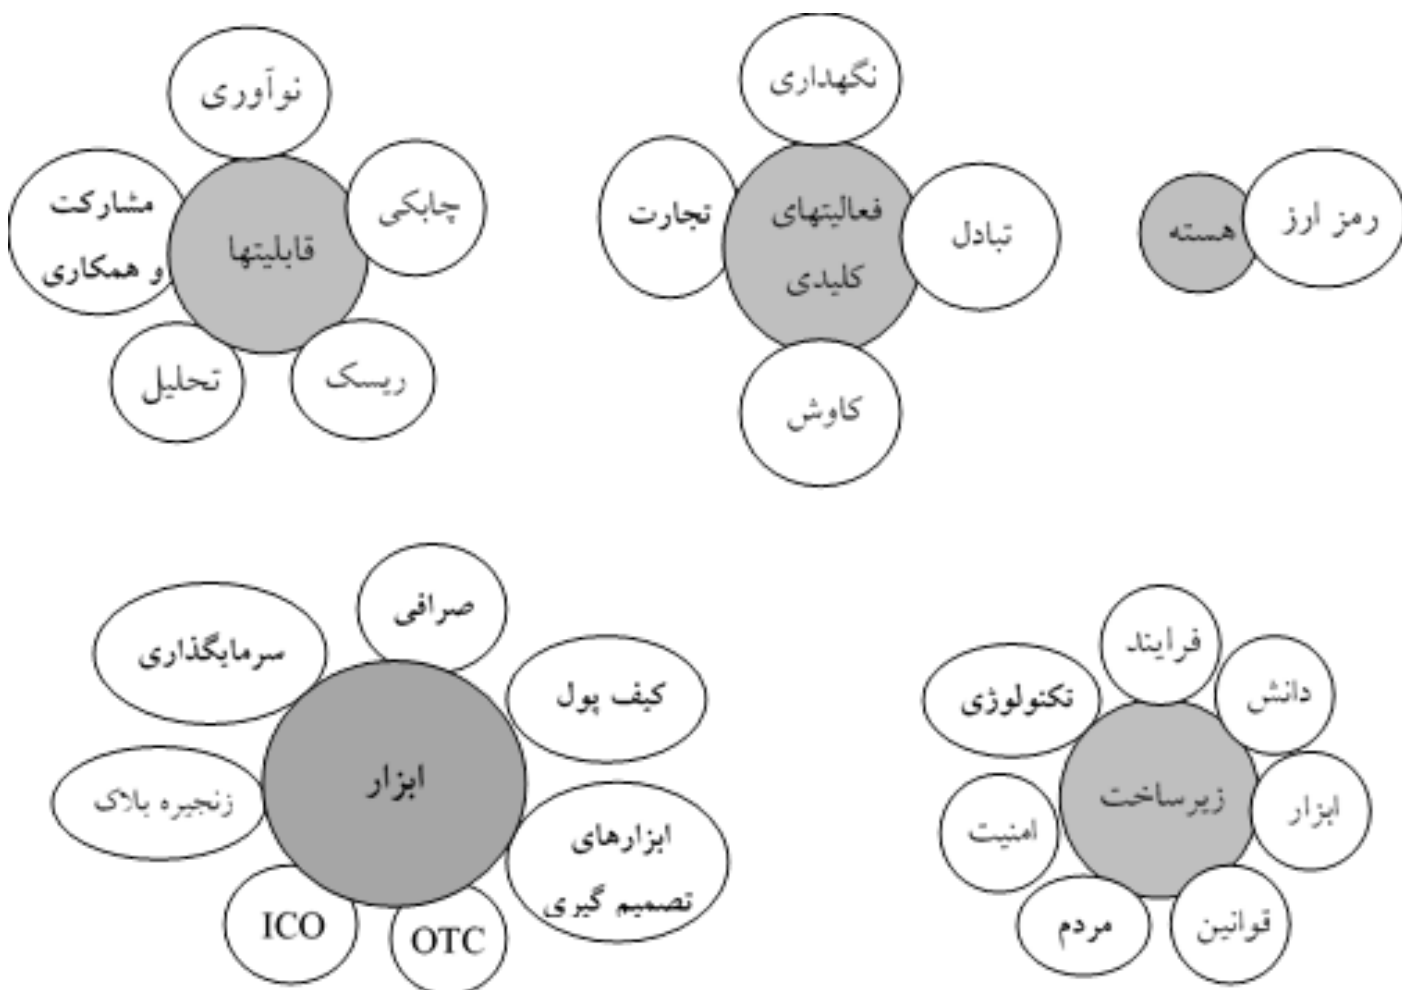 رمز ارز
هسته
نگهداری
تبادل
فعالیتهای
کلیدی
تجارت
کاوش
نوآوری
چابکی
قابلیتها
مشارکت
و همکاری
ریسک
تحلیل
فرایند
دانش
تکنولوژی
زیرساخت
ابزار
امنیت
قوانین
مردم
صرافی
کیف پول
سرمایگذاری
ابزار
زنجیره بلاک
ابزارهای
تصمیم گیری
OTC
ICO